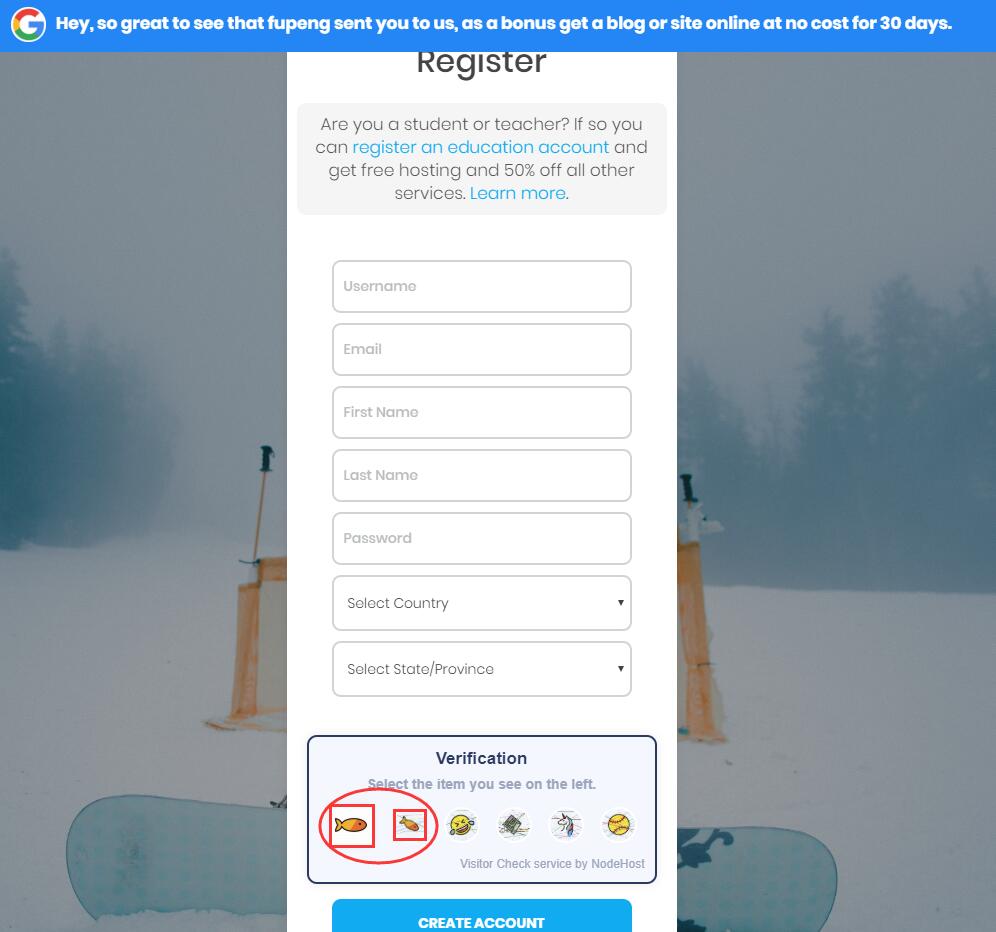 Hey, so great to see that fupeng sent you to us, as a bonus get a blog or site online at no cost for 30 days.
Register
Are you a student or teacher? If so you
can register an education account and
get free hosting and 50% off all other
services. Learn more.
Username
Email
First Name
Last Name
Password
Select Country
Select State/Province
Verification
Select the item you see on the left.
Visitor Check service by NodeHost
CREATE ACCOUNT